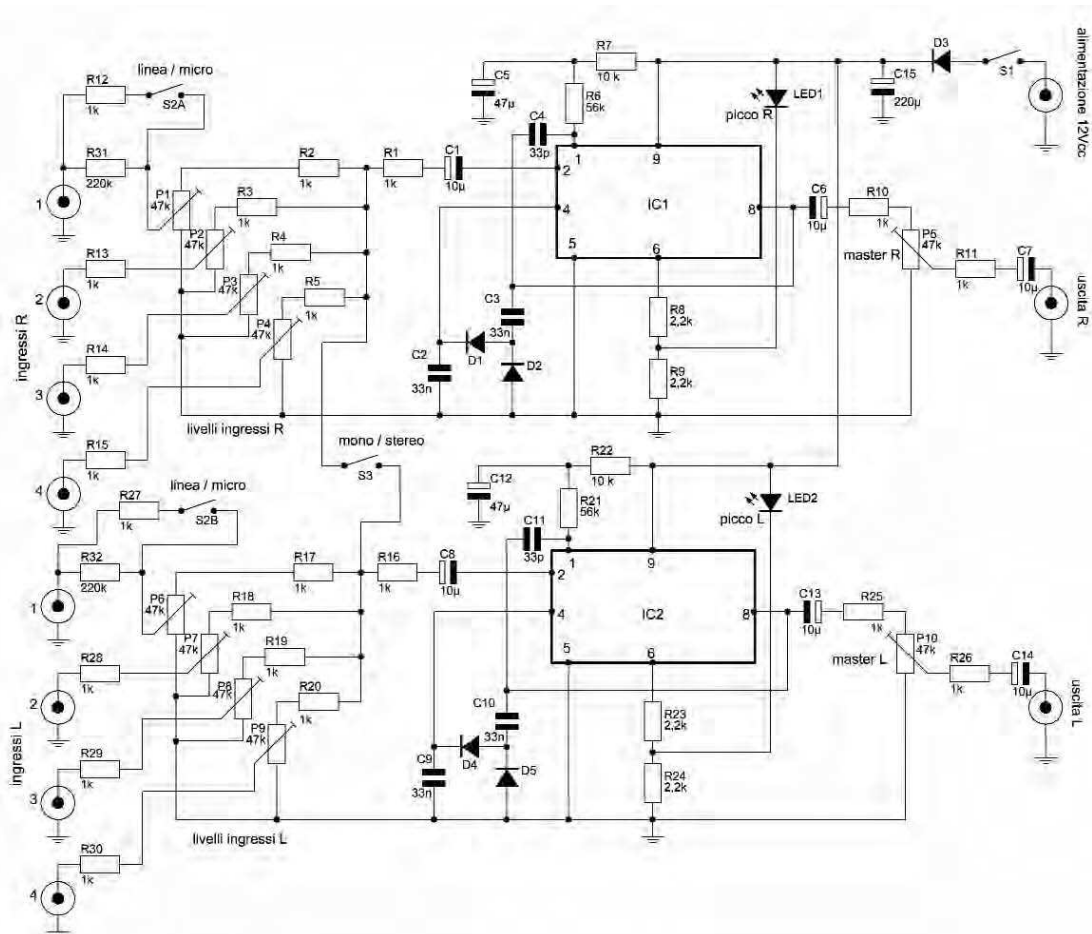 R12
1k
linea / micro
S2A
R31
220k
1
R13
1k
2
R14
1k
3
R15
1k
4
ingressi R
P1
47k
P2
47k
P3
47k
P4
47k
R2
1k
R3
1k
R4
1k
R5
1k
livelli ingressi R
R1
1k
C1
10µ
C5
47µ
R7
10 k
R6
56k
C4
33p
IC1
1
9
2
4
8
5
6
C3
33n
C2
33n
D1
D2
R8
2,2k
R9
2,2k
LED1
picco R
C15
220µ
D3
S1
alimentazione 12Vcc
C6
10µ
R10
1k
P5
47k
master R
R11
1k
C7
10µ
uscita R
mono / stereo
S3
R27
1k
linea / micro
S2B
R32
220k
1
R28
1k
2
R29
1k
3
R30
1k
4
ingressi L
P6
47k
P7
47k
P8
47k
P9
47k
R17
1k
R18
1k
R19
1k
R20
1k
livelli ingressi L
R16
1k
C8
10µ
C12
47µ
R22
10 k
R21
56k
C11
33p
IC2
1
9
2
4
8
5
6
C10
33n
C9
33n
D4
D5
R23
2,2k
R24
2,2k
LED2
picco L
C13
10µ
R25
1k
P10
47k
master L
R26
1k
C14
10µ
uscita L